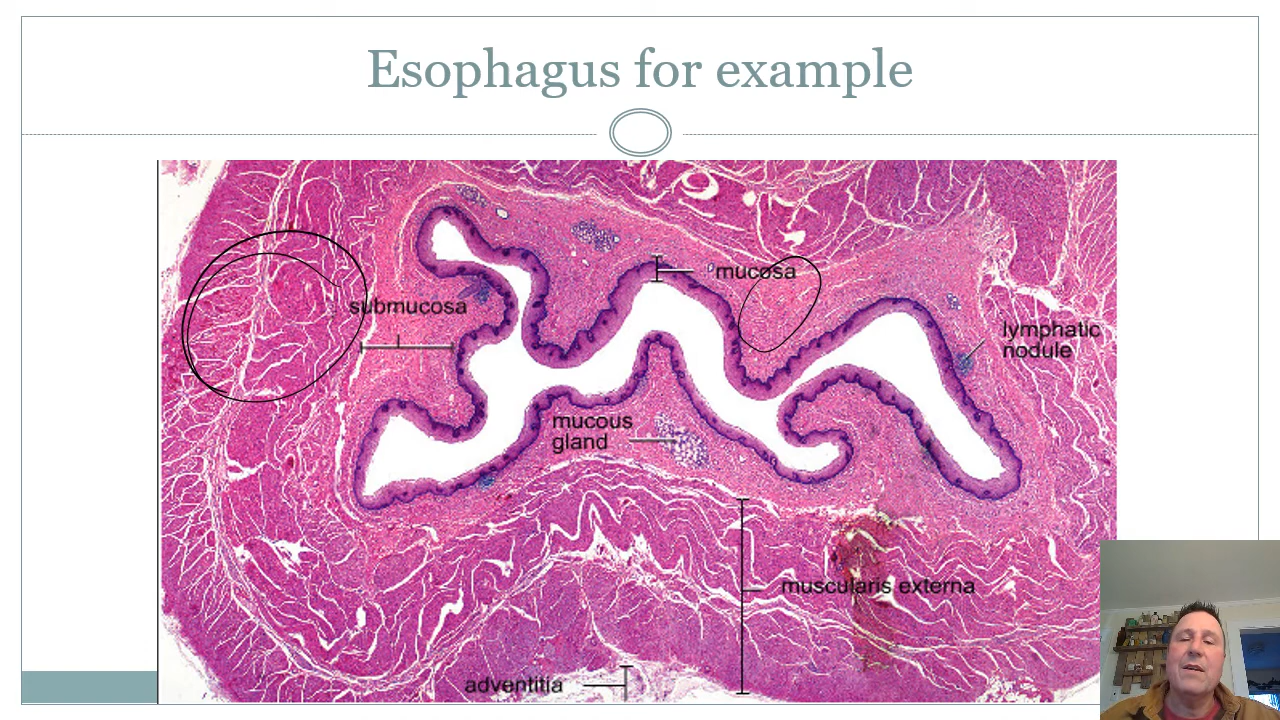 Esophagus for example
mucosa
submucosa
lymphatic
nodule
mucous
gland
muscularis externa
adventitia